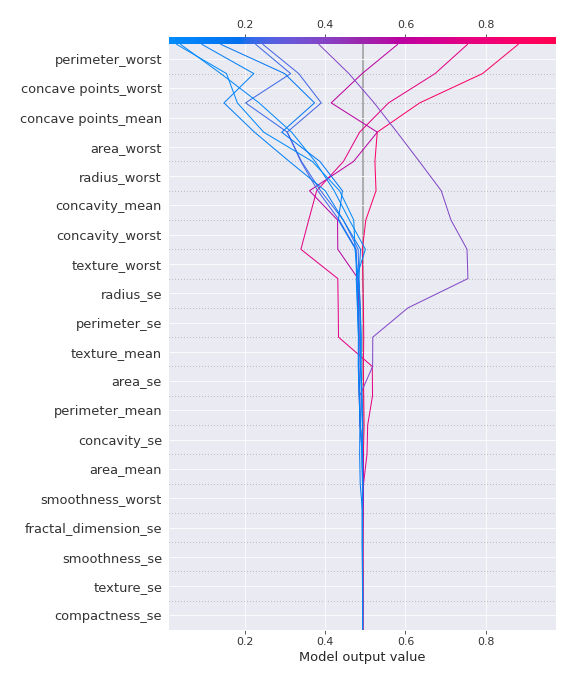 0.2 0.4 0.6 0.8
perimeter_worst
concave points_worst
concave points_mean
area_worst
radius_worst
concavity_mean
concavity_worst
texture_worst
radius_se
perimeter_se
texture_mean
area_se
perimeter_mean
concavity_se
area_mean
smoothness_worst
fractal_dimension_se
smoothness_se
texture_se
compactness_se
0.2 0.4 0.6 0.8
Model output value